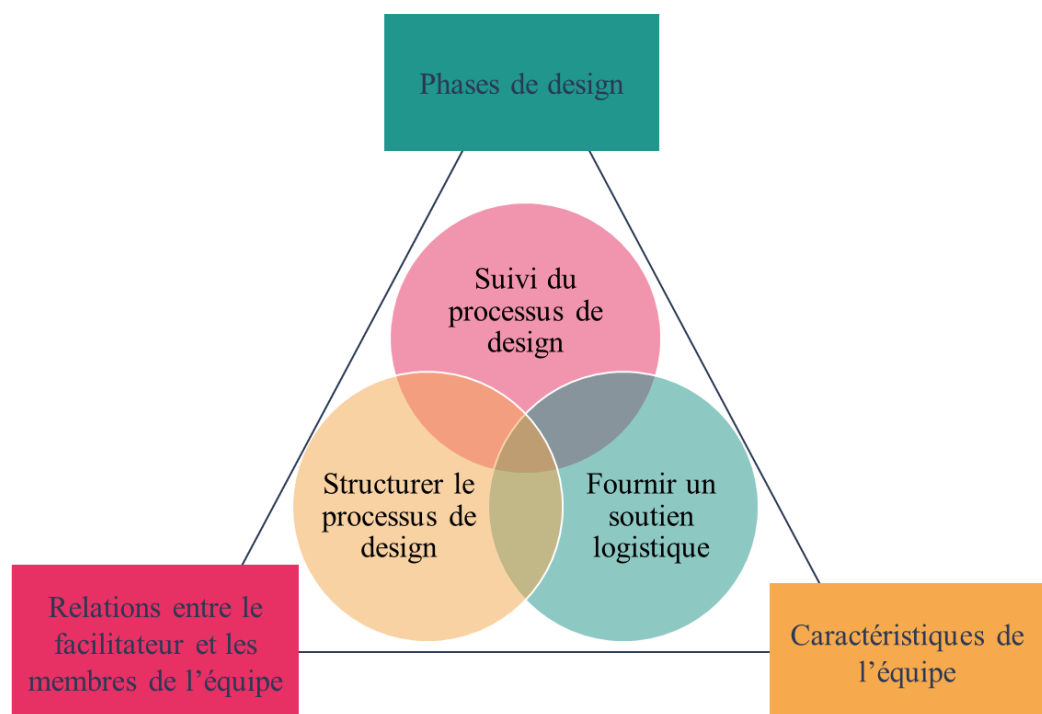 Phases de design
Suivi du
processus de
design
Structurer le
processus de
design
Fournir un
soutien
logistique
Relations entre le
facilitateur et les
membres de l’équipe
Caractéristiques de
l’équipe